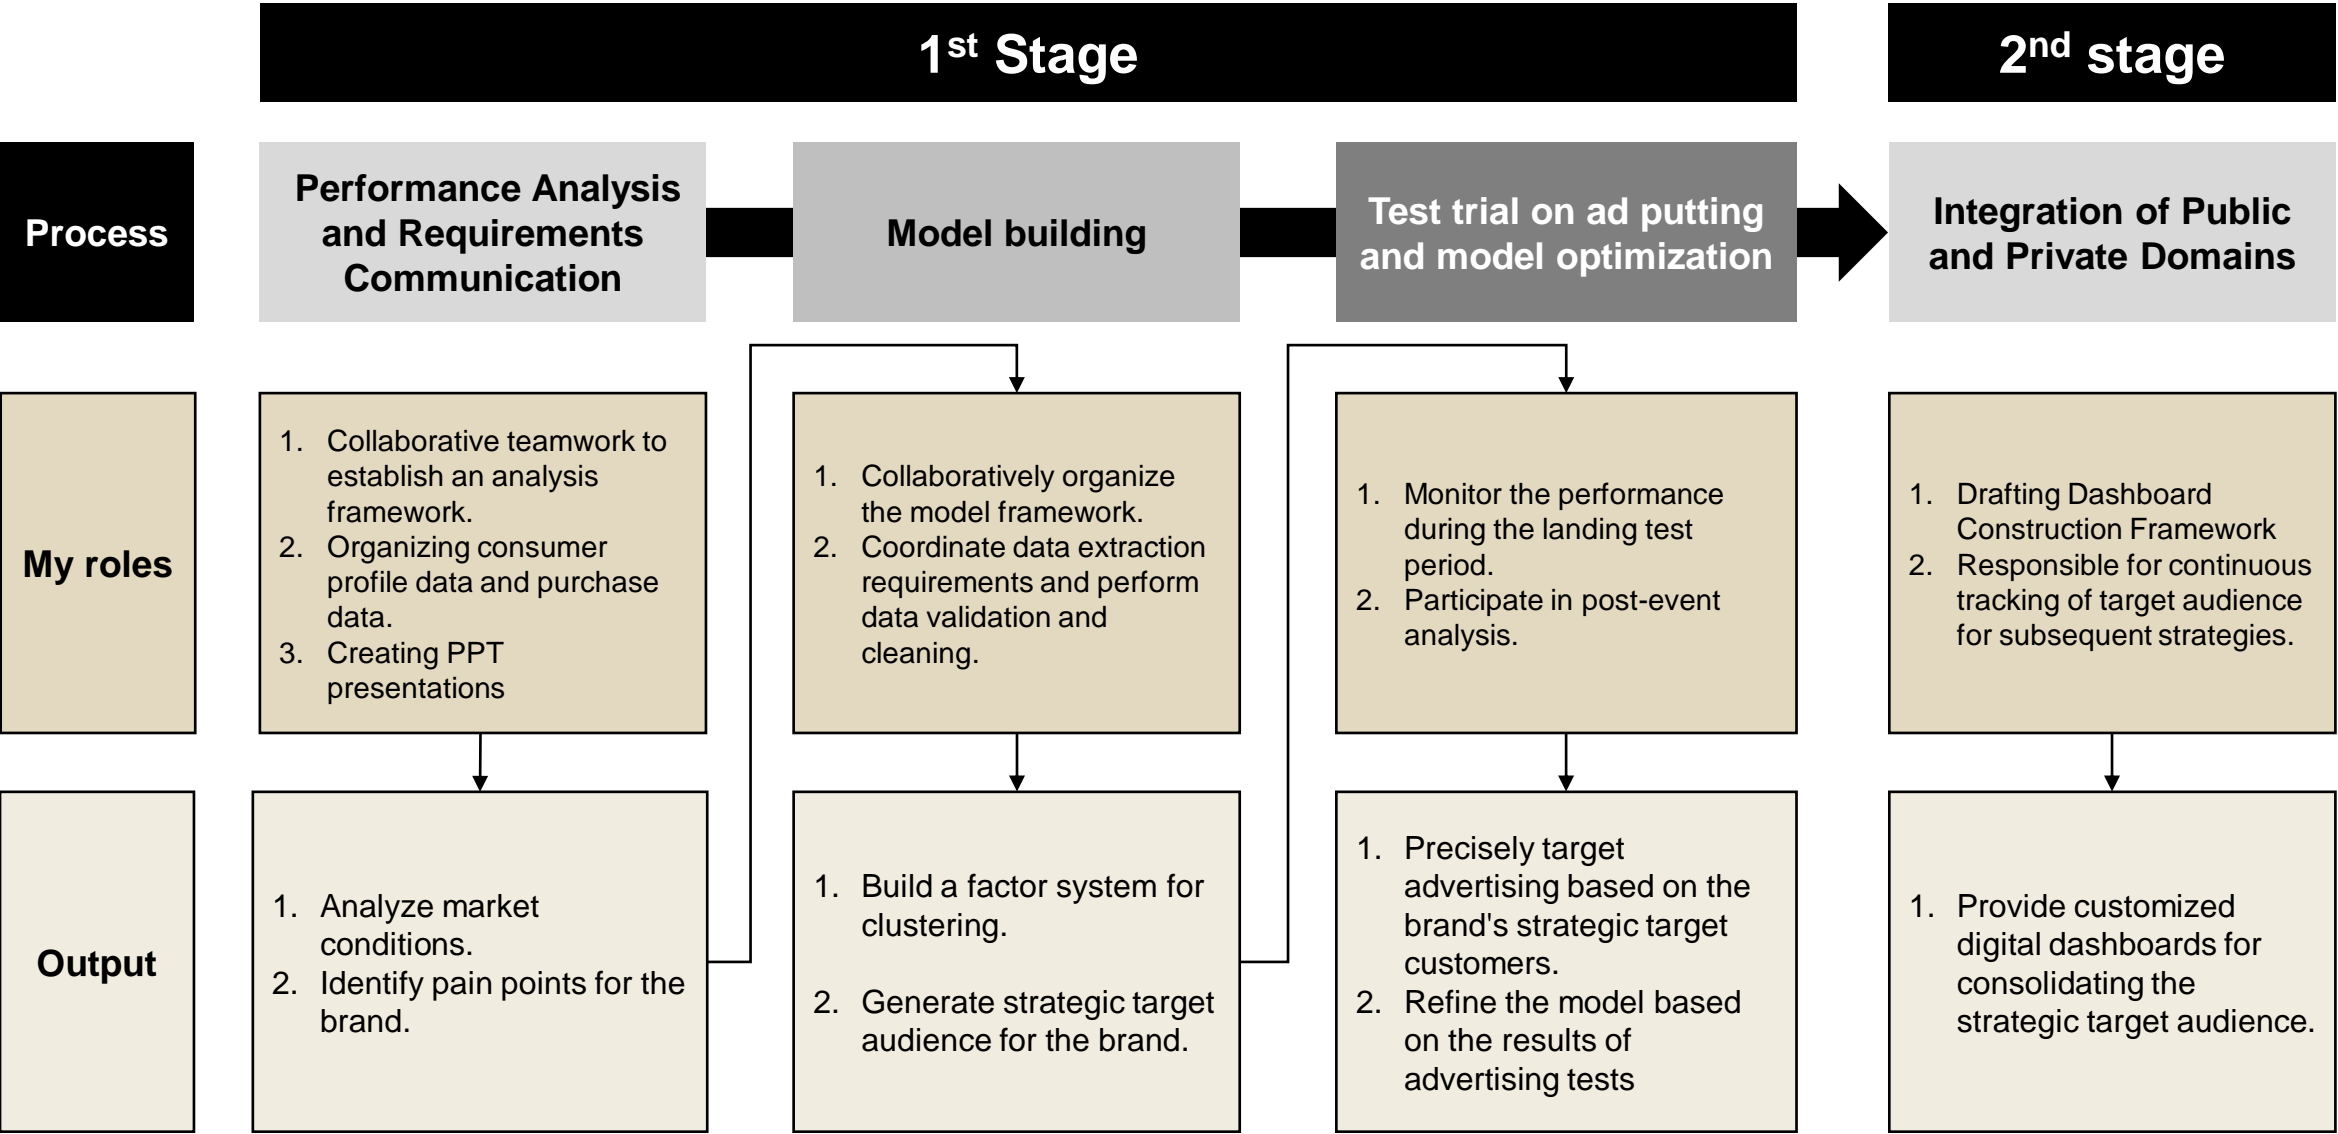 1st Stage
2nd stage
Process
Performance Analysis
and Requirements
Communication
Model building
Test trial on ad putting
and model optimization
Integration of Public
and Private Domains
My roles
1. Collaborative teamwork to
establish an analysis
framework.
2. Organizing consumer
profile data and purchase
data.
3. Creating PPT
presentations
1. Collaboratively organize
the model framework.
2. Coordinate data extraction
requirements and perform
data validation and
cleaning.
1. Monitor the performance
during the landing test
period.
2. Participate in post-event
analysis.
1. Drafting Dashboard
Construction Framework
2. Responsible for continuous
tracking of target audience
for subsequent strategies.
Output
1. Analyze market
conditions.
2. Identify pain points for the
brand.
1. Build a factor system for
clustering.
2. Generate strategic target
audience for the brand.
1. Precisely target
advertising based on the
brand's strategic target
customers.
2. Refine the model based
on the results of
advertising tests
1. Provide customized
digital dashboards for
consolidating the
strategic target audience.